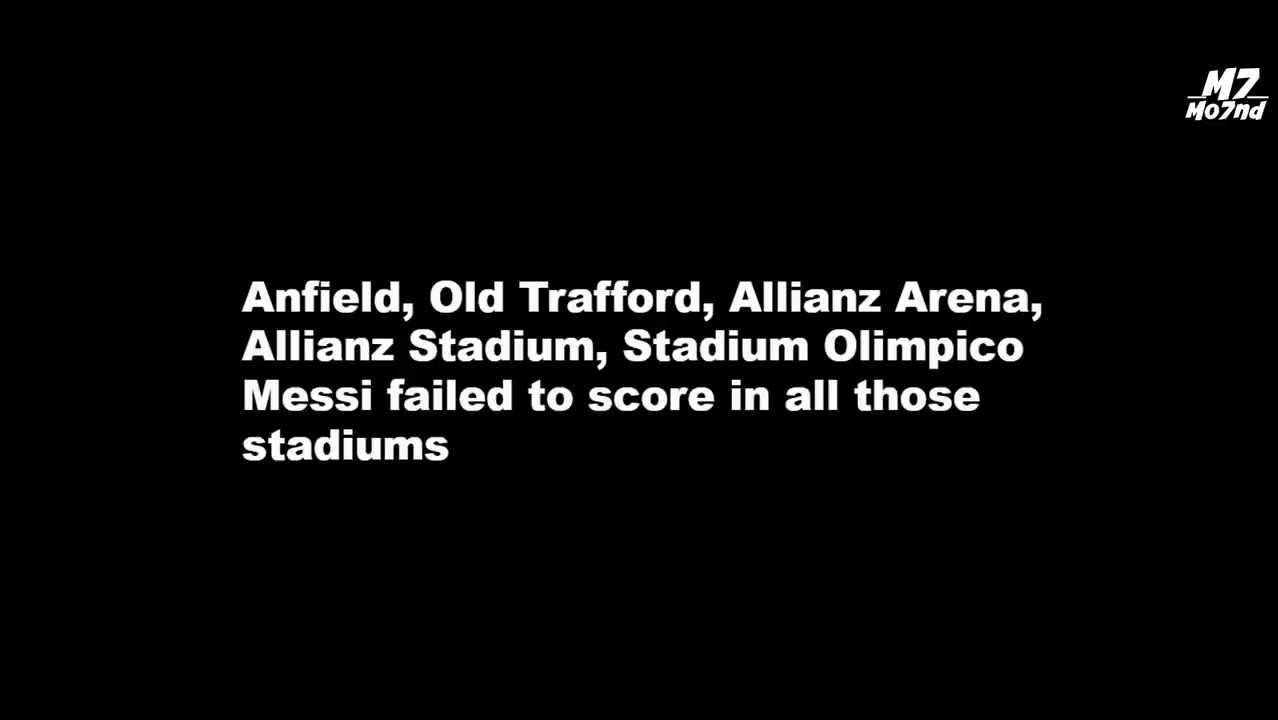 M7
Mo7nd
Anfield, Old Trafford, Allianz Arena,
Allianz Stadium, Stadium Olimpico
Messi failed to score in all those
stadiums